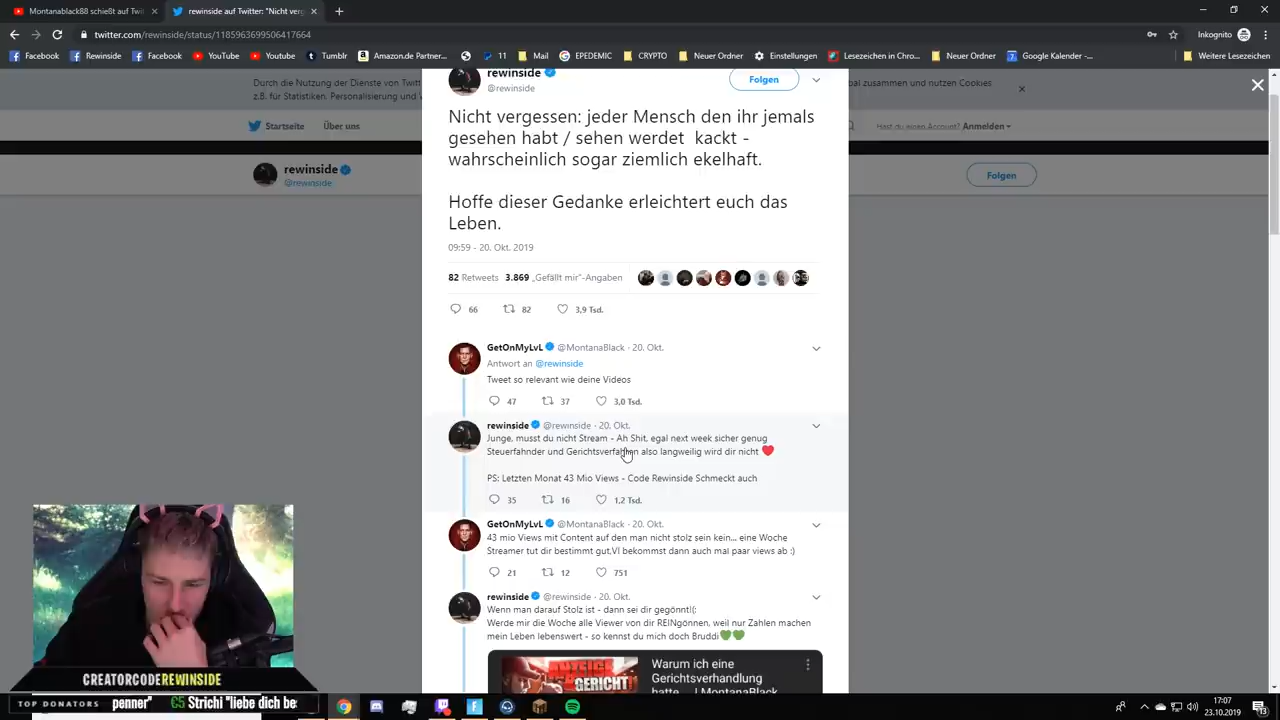 Montanablack88 schießt auf Twitc
rewinside auf Twitter: "Nicht verg
twitter.com/rewinside/status/1185963699506417664
Inkognito
Facebook
Facebook
YouTube
Tumblr
Amazon.de Partner...
11
Mail
EPEDEMIC
CRYPTO
Neuer Ordner
Einstellungen
Lesezeichen in Chro...
Neuer Ordner
Google Kalender -...
Weitere Lesezeichen
Durch die Nutzung der Dienste von Twit
bal zusammen und nutzen Cookies
z.B. für Statistiken, Personalisierung und
Startseite
Über uns
Hast du einen Account? Anmelden
rewinside
@rewinside
Folgen
rewinside
@rewinside
Folgen
Nicht vergessen: jeder Mensch den ihr jemals
gesehen habt / sehen werdet kackt -
wahrscheinlich sogar ziemlich ekelhaft.
Hoffe dieser Gedanke erleichtert euch das
Leben.
09:59 - 20. Okt. 2019
82 Retweets 3.869 „Gefällt mir“-Angaben
66 82 3,9 Tsd.
GetOnMyLvL @MontanaBlack · 20. Okt.
Antwort an @rewinside
Tweet so relevant wie deine Videos
47 37 3,0 Tsd.
rewinside @rewinside · 20. Okt.
Junge, musst du nicht Stream - Ah Shit, egal next week sicher genug
Steuerfahnder und Gerichtsverfahren also langweilig wird dir nicht ❤️
PS: Letzten Monat 43 Mio Views - Code Rewinside Schmeckt auch
35 16 1,2 Tsd.
GetOnMyLvL @MontanaBlack · 20. Okt.
43 mio Views mit Content auf den man nicht stolz sein kein... eine Woche
Streamer tut dir bestimmt gut,Vl bekommst dann auch mal paar views ab :)
21 12 751
rewinside @rewinside · 20. Okt.
Wenn man darauf Stolz ist - dann sei dir gegönnt!(:
Werde mir die Woche alle Viewer von dir REINgönnen, weil nur Zahlen machen
mein Leben lebenswert - so kennst du mich doch Bruddi💚💚
ANZEIGE
GERICHT
Warum ich eine
Gerichtsverhandlung
hatte... | MontanaBlack
CREATORCODEREWINSIDE
TOP DONATORS
penner" €5 Strichi "liebe dich be
17:07
23.10.2019